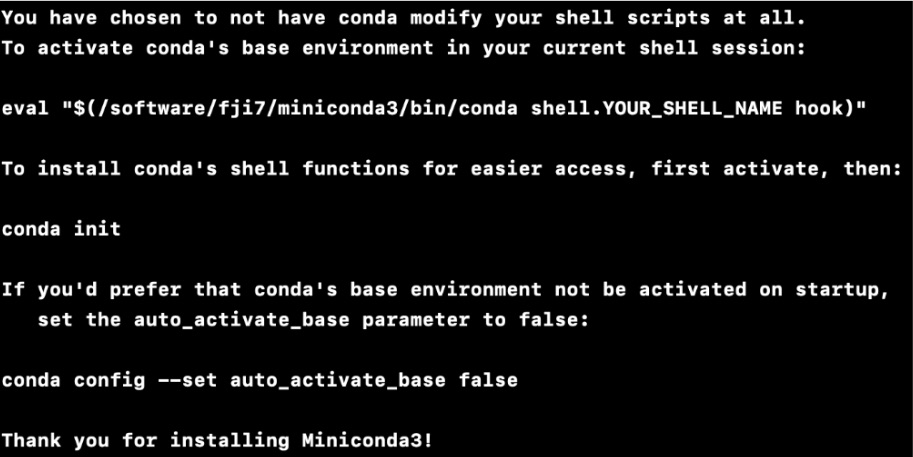 You have chosen to not have conda modify your shell scripts at all.
To activate conda's base environment in your current shell session:
eval "$(/software/fji7/miniconda3/bin/conda shell.YOUR_SHELL_NAME hook)"
To install conda's shell functions for easier access, first activate, then:
conda init
If you'd prefer that conda's base environment not be activated on startup,
set the auto_activate_base parameter to false:
conda config --set auto_activate_base false
Thank you for installing Miniconda3!